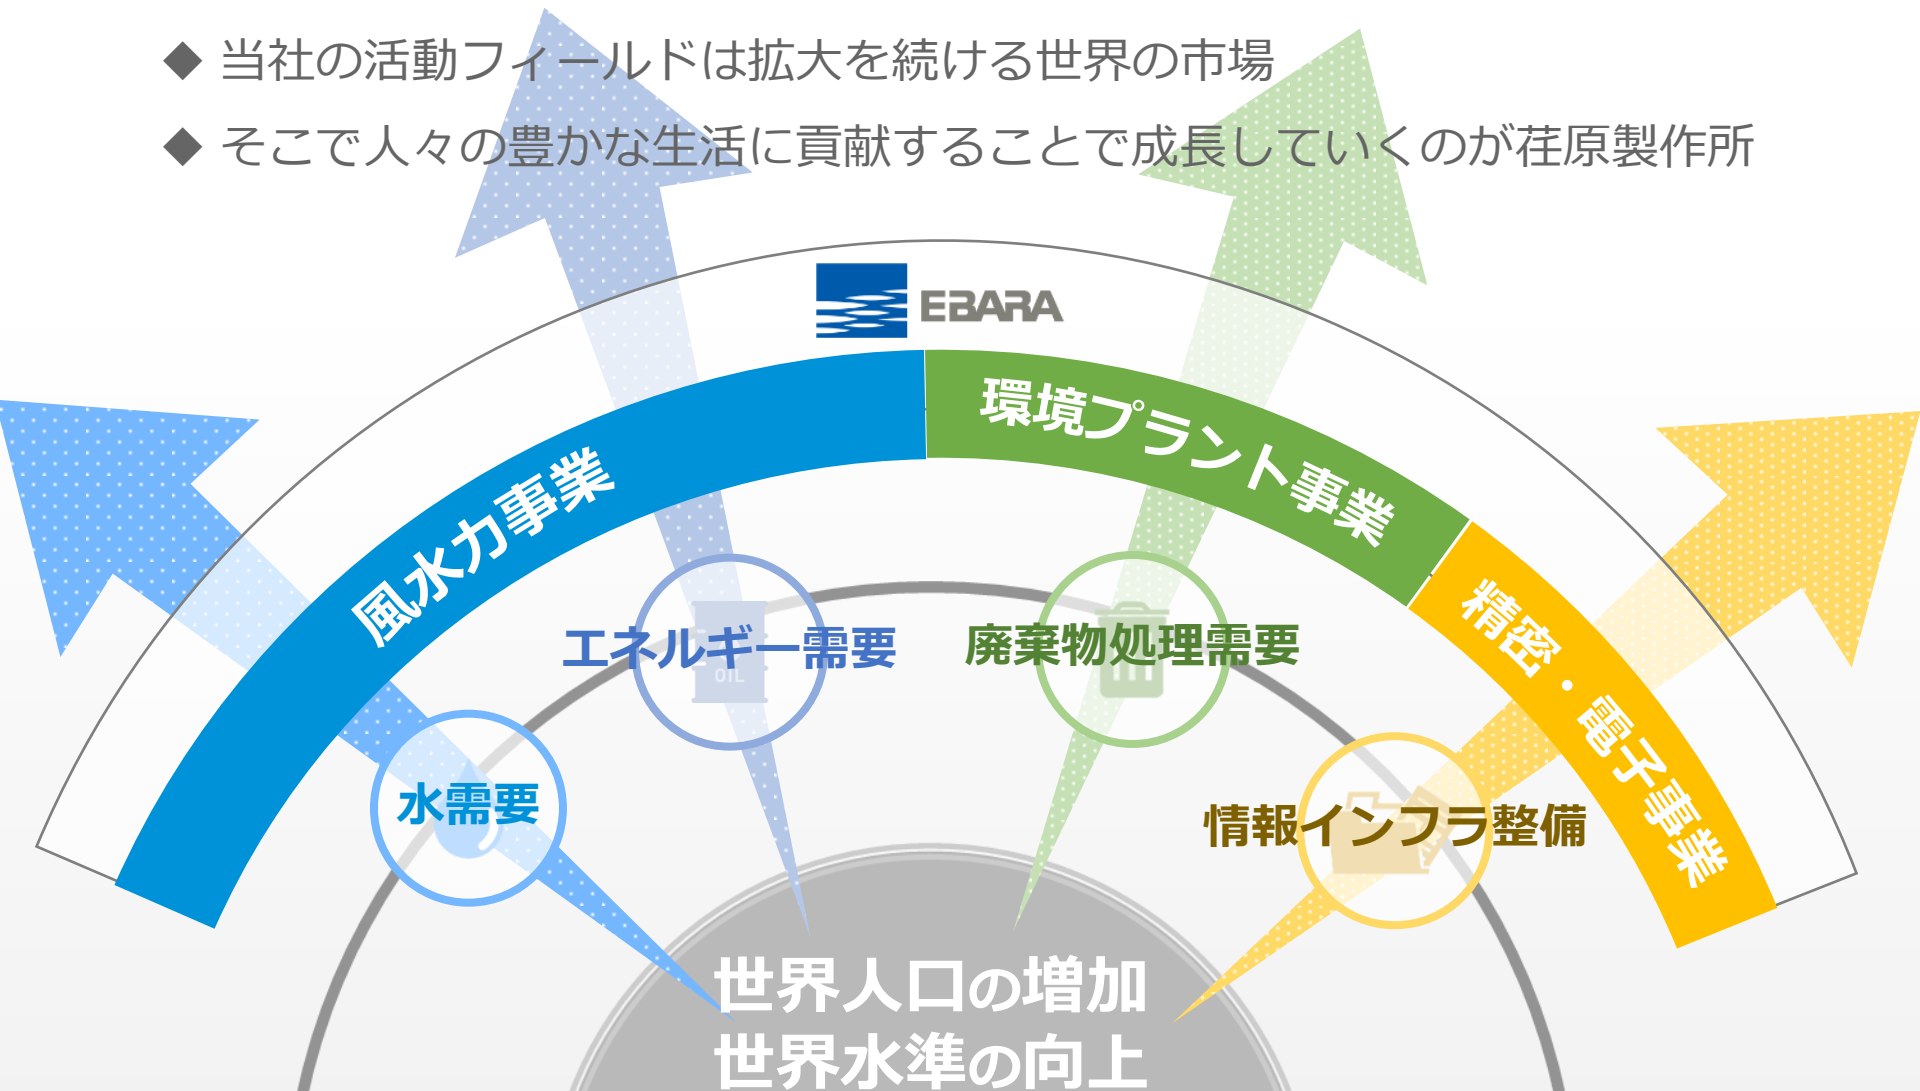 ◆ 当社の活動フィールドは拡大を続ける世界の市場
◆ そこで人々の豊かな生活に貢献することで成長していくのが荏原製作所
EBARA
風水力事業
環境プラント事業
精密・電子事業
エネルギー需要
OIL
廃棄物処理需要
水需要
情報インフラ整備
世界人口の増加
世界水準の向上